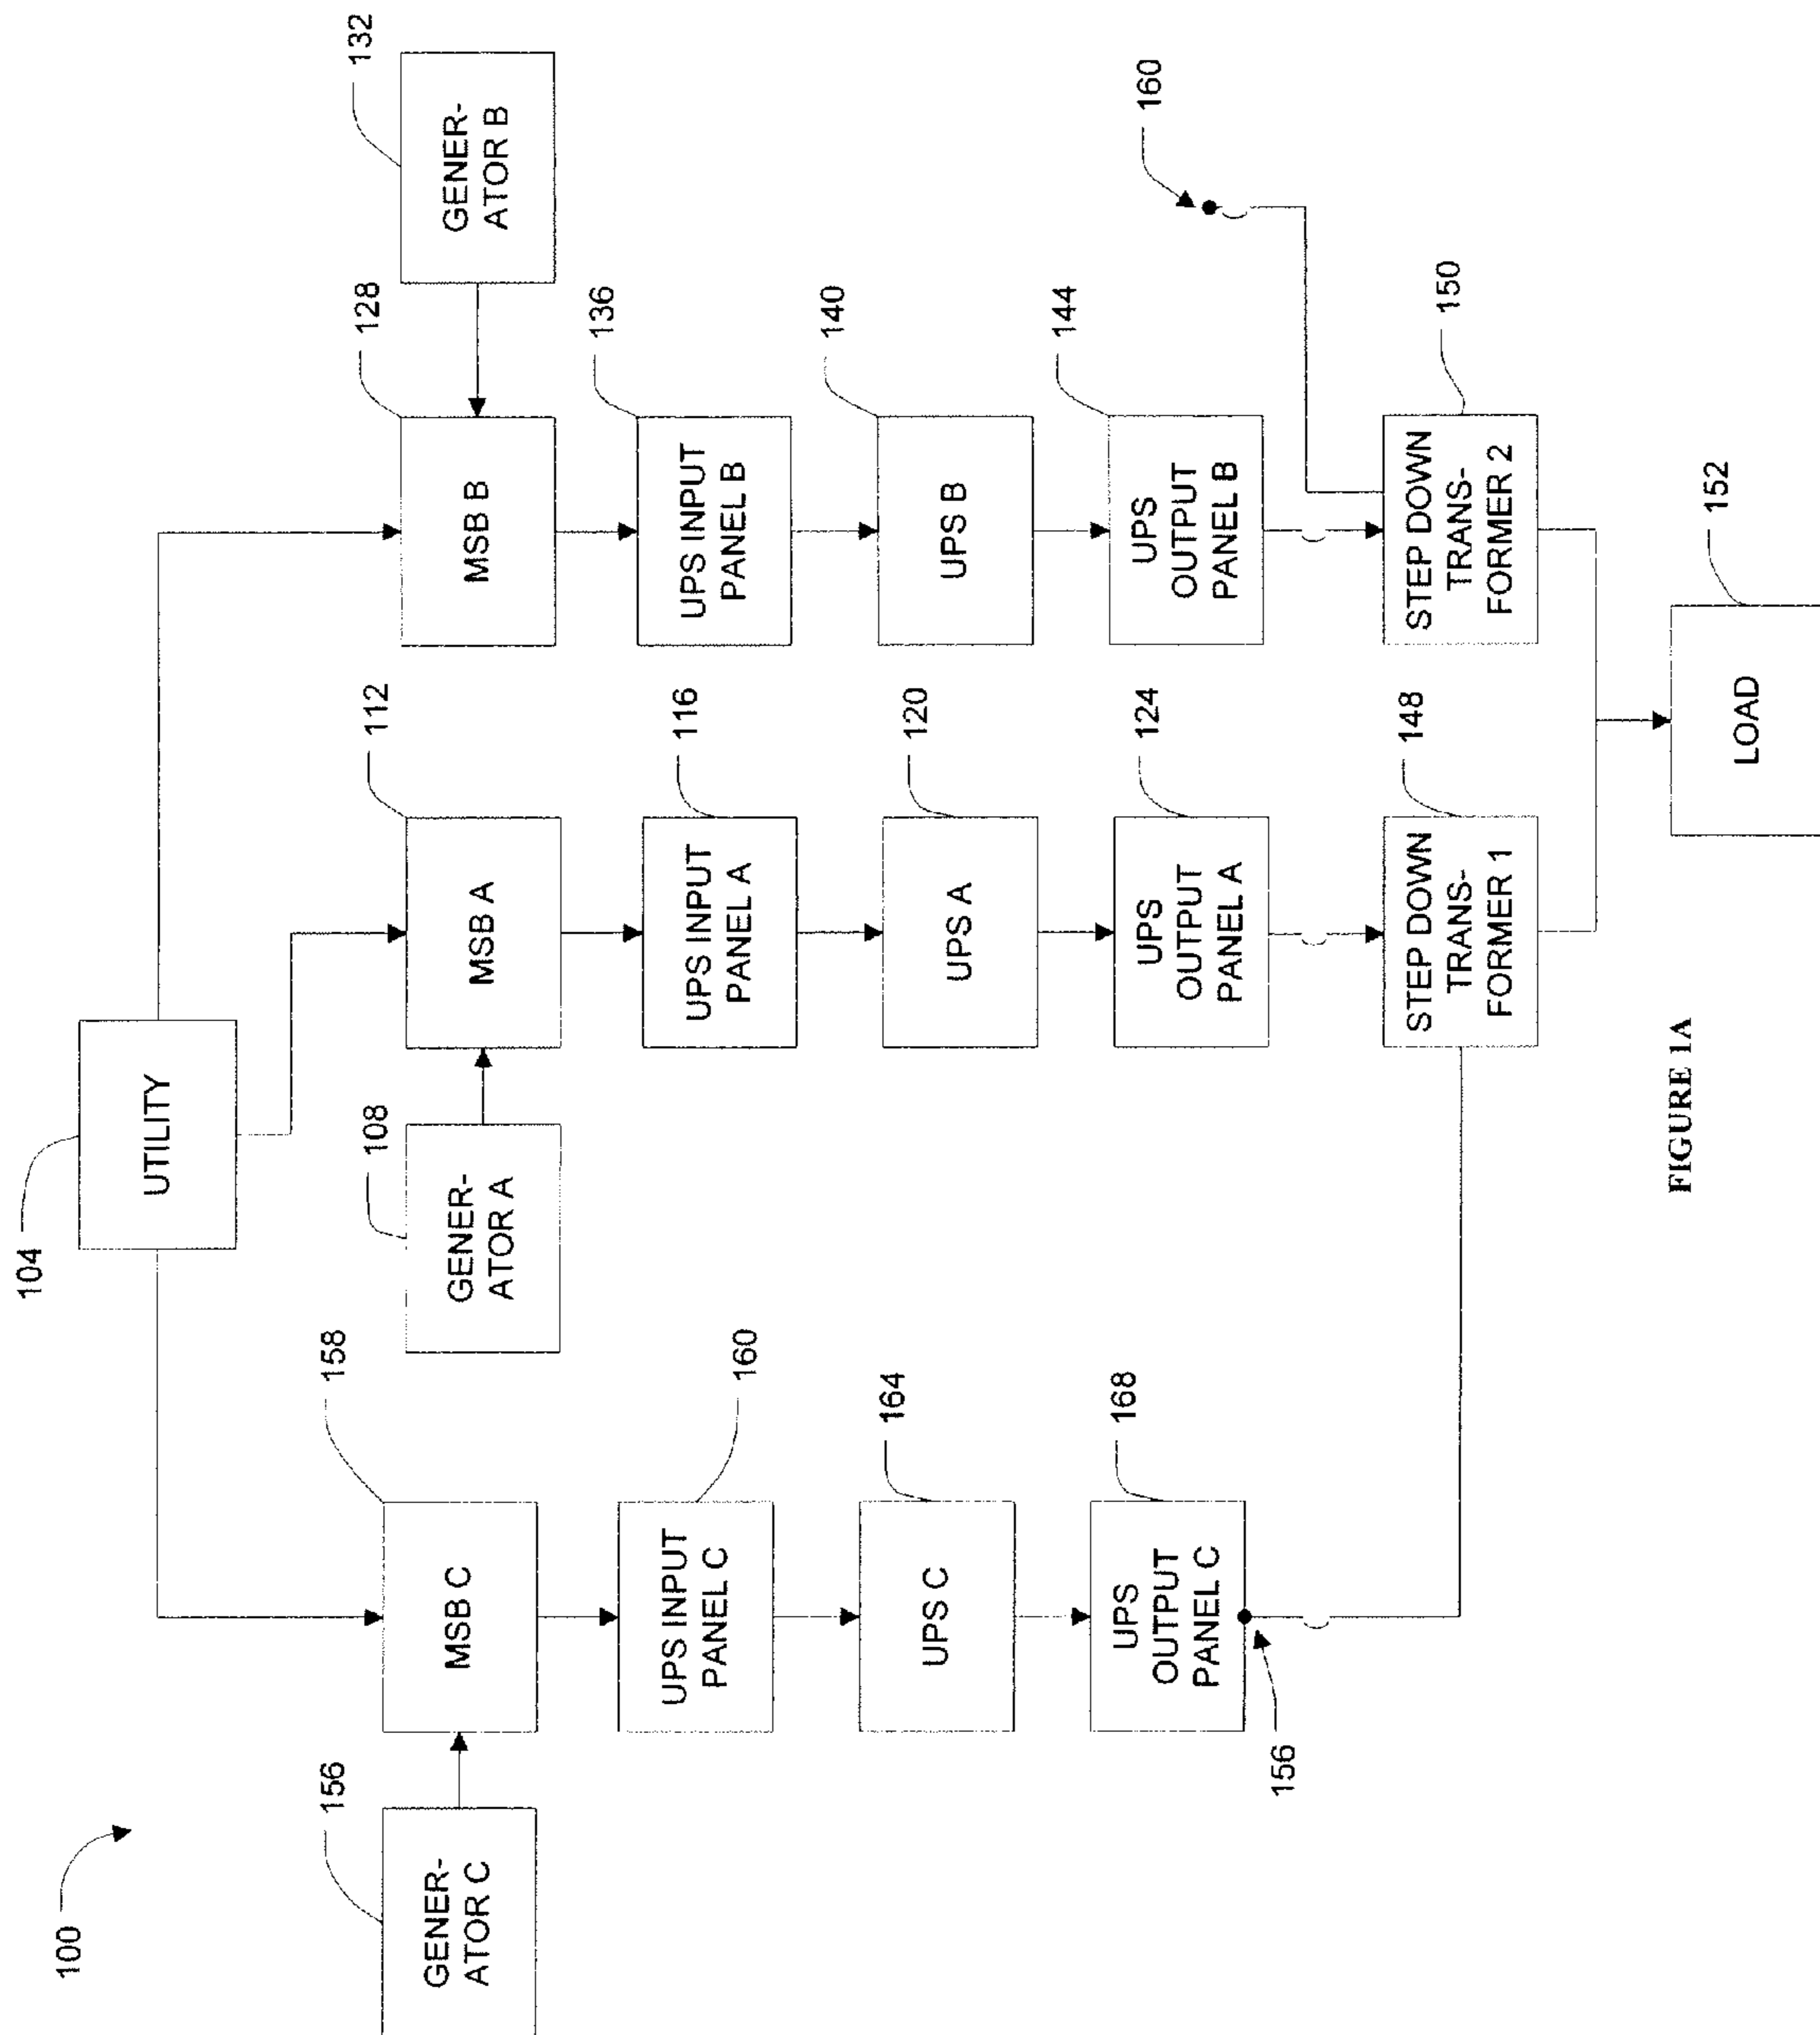 100
104
UTILITY
156
GENER-
ATOR C
158
MSB C
108
GENER-
ATOR A
112
MSB A
128
MSB B
132
GENER-
ATOR B
160
UPS INPUT
PANEL C
116
UPS INPUT
PANEL A
136
UPS INPUT
PANEL B
164
UPS C
120
UPS A
140
UPS B
168
UPS
OUTPUT
PANEL C
124
UPS
OUTPUT
PANEL A
144
UPS
OUTPUT
PANEL B
160
156
148
STEP DOWN
TRANS-
FORMER 1
150
STEP DOWN
TRANS-
FORMER 2
152
LOAD
FIGURE 1A